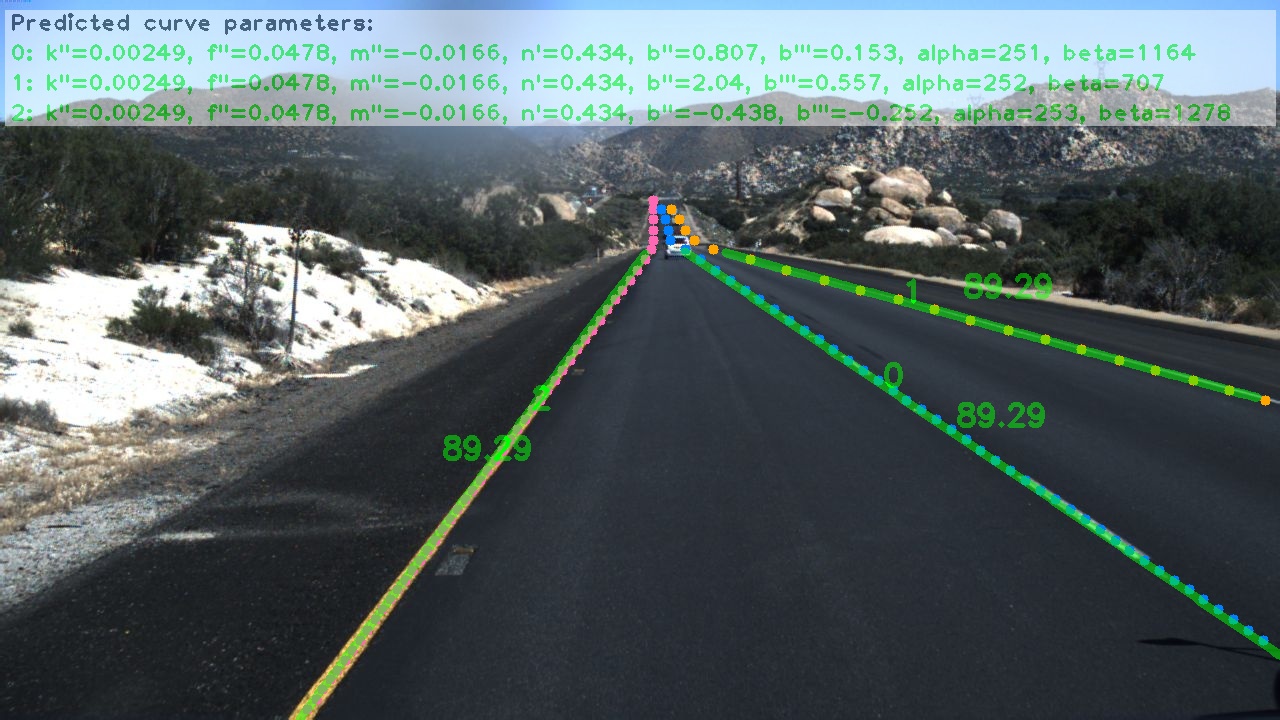 Predicted curve parameters:
0: k''=0.00249, f''=0.0478, m''=-0.0166, n'=0.434, b''=0.807, b'''=0.153, alpha=251, beta=1164
1: k''=0.00249, f''=0.0478, m''=-0.0166, n'=0.434, b''=2.04, b'''=0.557, alpha=252, beta=707
2: k''=0.00249, f''=0.0478, m''=-0.0166, n'=0.434, b''=-0.438, b'''=-0.252, alpha=253, beta=1278
1 89.29
0
89.29
2
89.29